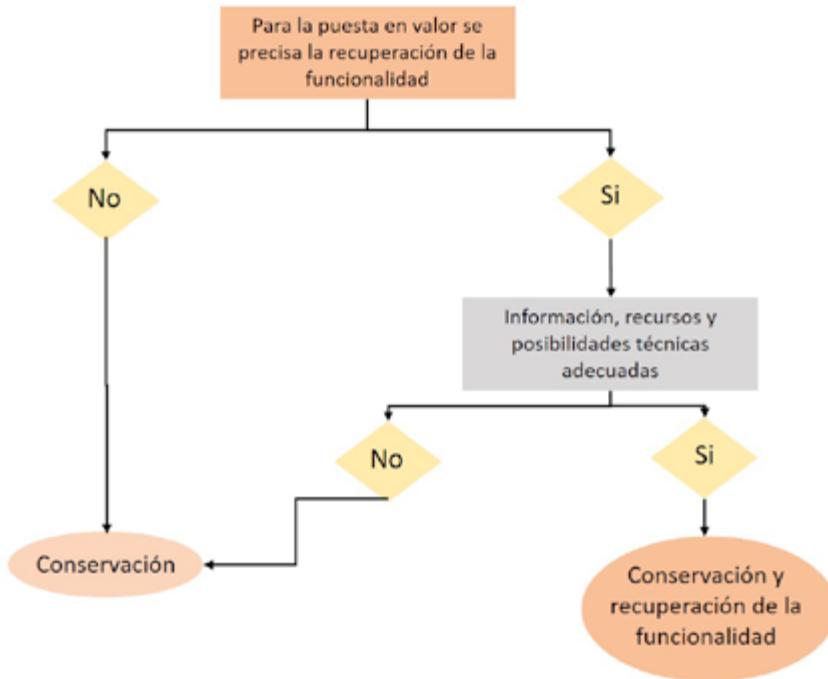 Para la puesta en valor se
precisa la recuperación de la
funcionalidad
No
Si
Información, recursos y
posibilidades técnicas
adecuadas
No
Si
Conservación
Conservación y
recuperación de la
funcionalidad